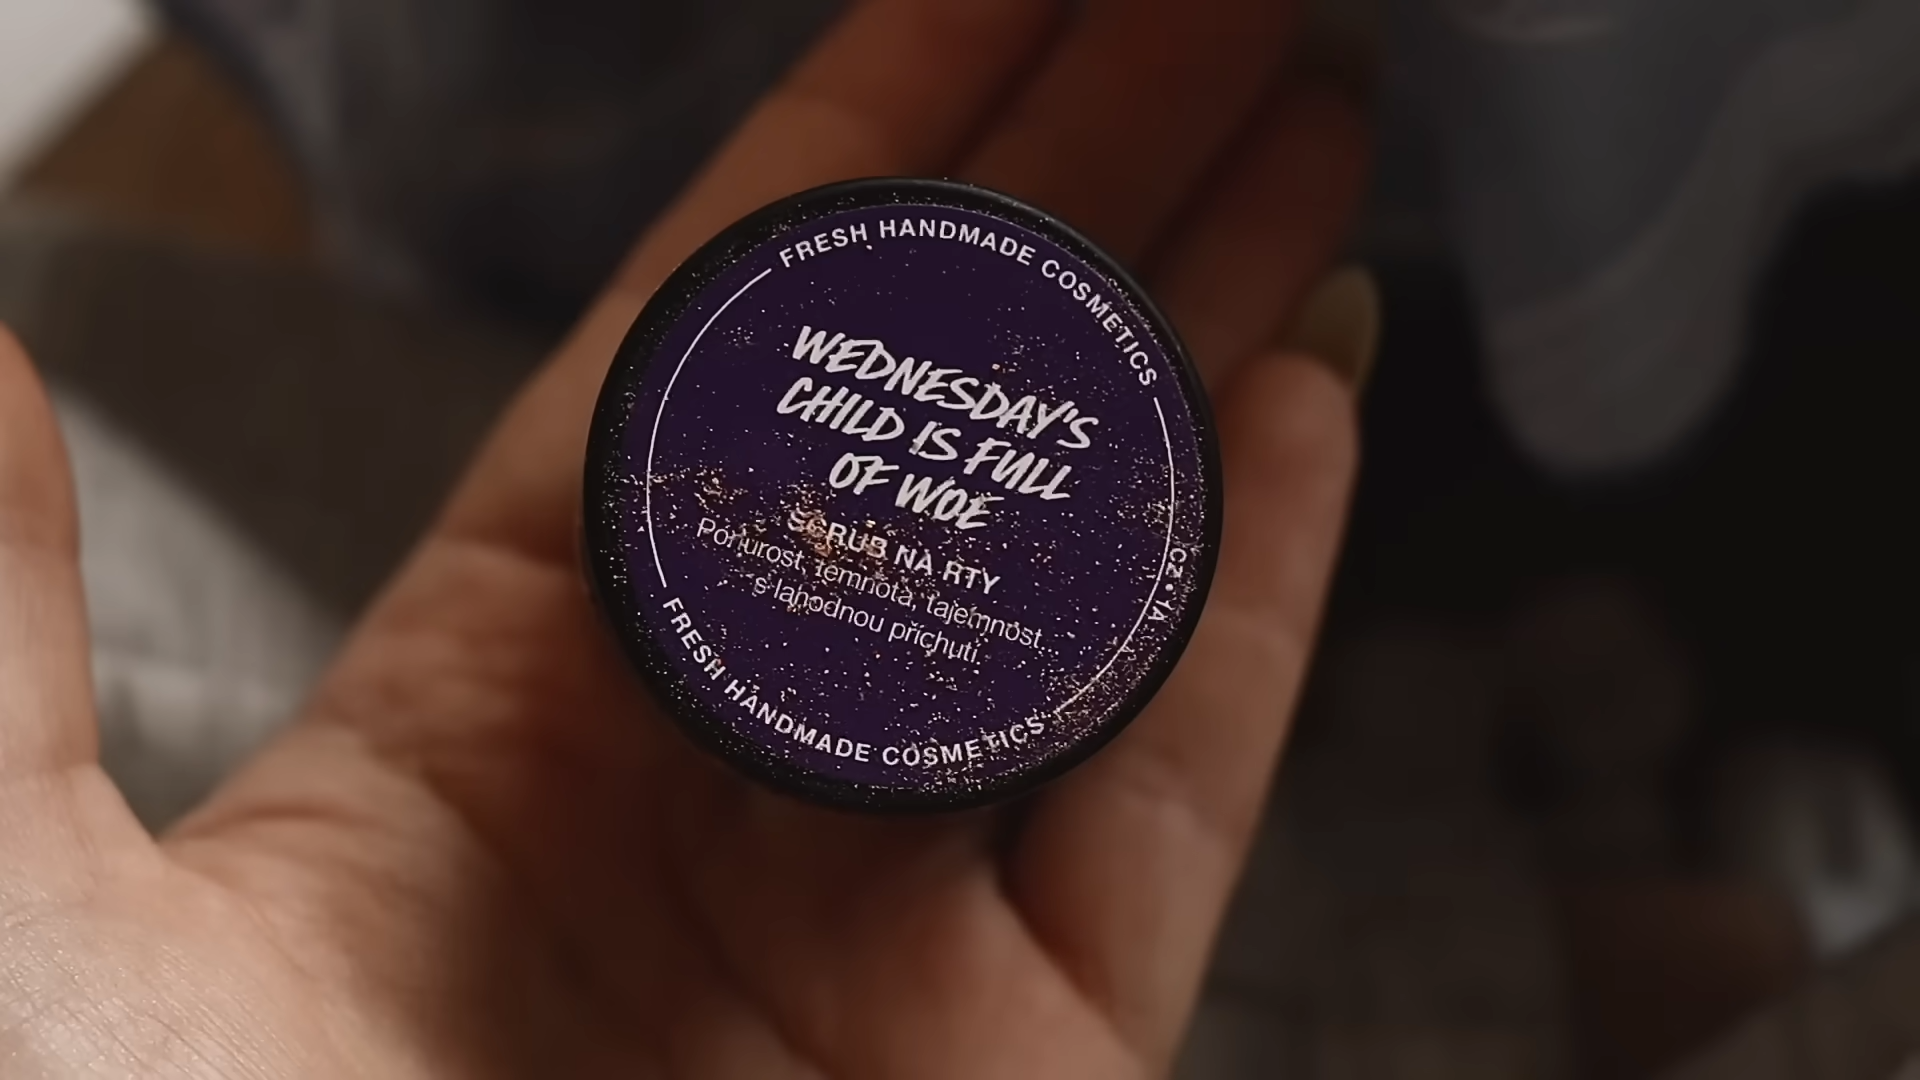 FRESH HANDMADE COSMETICS
WEDNESDAY'S
CHILD IS FULL
OF WOE
SCRUB NA RTY
Ponurost, temnota, tajemnost
s lahodnou příchutí.
CZ•IA
FRESH HANDMADE COSMETICS